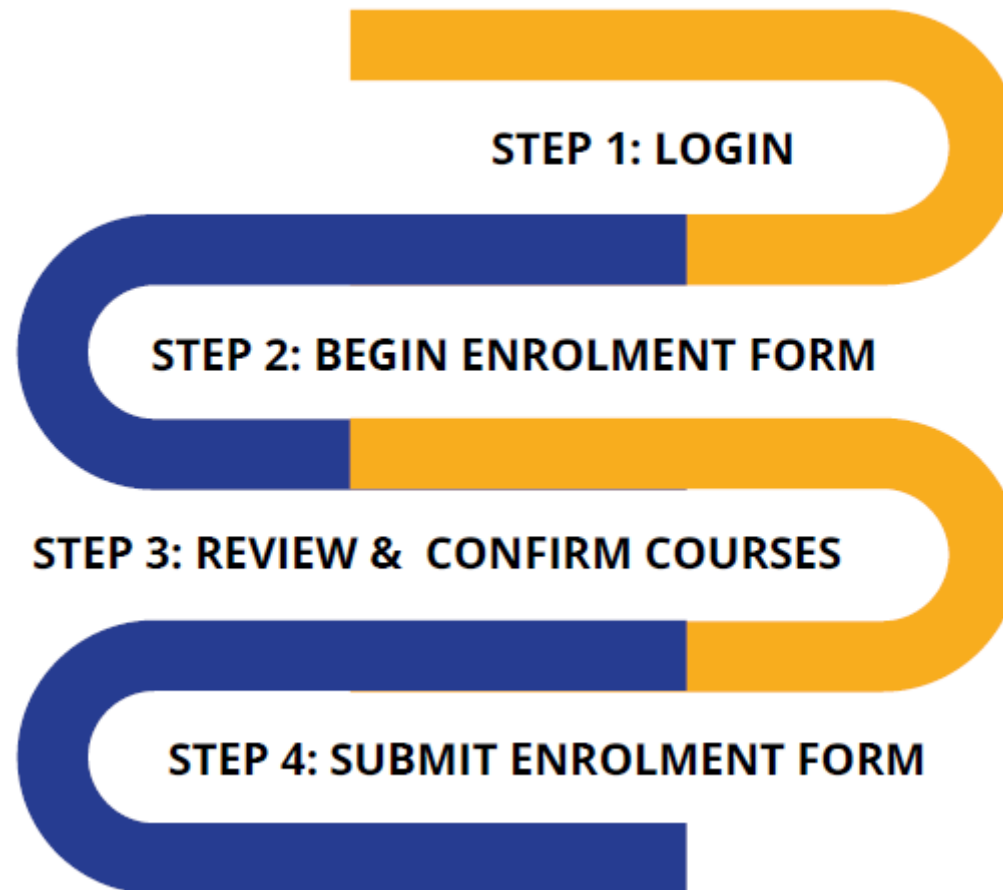 STEP 1: LOGIN
STEP 2: BEGIN ENROLMENT FORM
STEP 3: REVIEW &  CONFIRM COURSES
STEP 4: SUBMIT ENROLMENT FORM